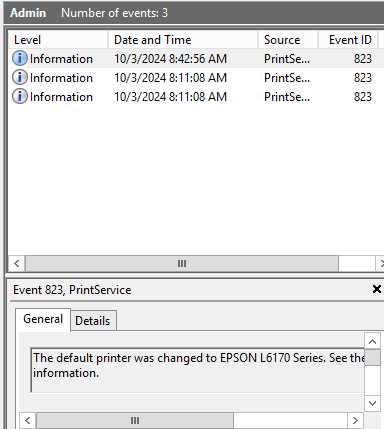 Admin Number of events: 3
Level Date and Time Source Event ID
Information 10/3/2024 8:42:56 AM PrintSe... 823
Information 10/3/2024 8:11:08 AM PrintSe... 823
Information 10/3/2024 8:11:08 AM PrintSe... 823
Event 823, PrintService
General Details
The default printer was changed to EPSON L6170 Series. See the
information.